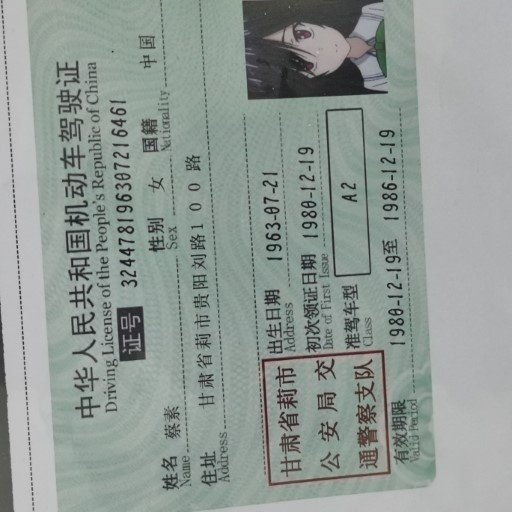 中华人民共和国机动车驾驶证
Driving License of the People's Republic of China
证号 324478196307216461
姓名 蔡素 性别 女 国籍 中国
Name Sex Nationality
住址 甘肃省莉市贵阳刘路100路
Address
出生日期 1963-07-21
Address
初次领证日期 1980-12-19
Date of First Issue
准驾车型 A2
Class
甘肃省莉市
公安局交
通警察支队
有效期限 1980-12-19至 1986-12-19
Valid Period